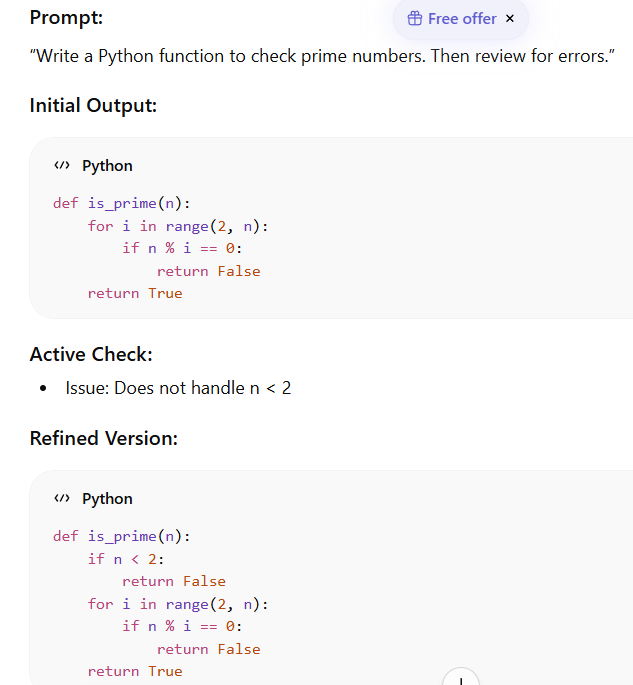 Prompt:
Free offer ×
“Write a Python function to check prime numbers. Then review for errors.”
Initial Output:
</> Python
def is_prime(n):
    for i in range(2, n):
        if n % i == 0:
            return False
    return True
Active Check:
• Issue: Does not handle n < 2
Refined Version:
</> Python
def is_prime(n):
    if n < 2:
        return False
    for i in range(2, n):
        if n % i == 0:
            return False
    return True